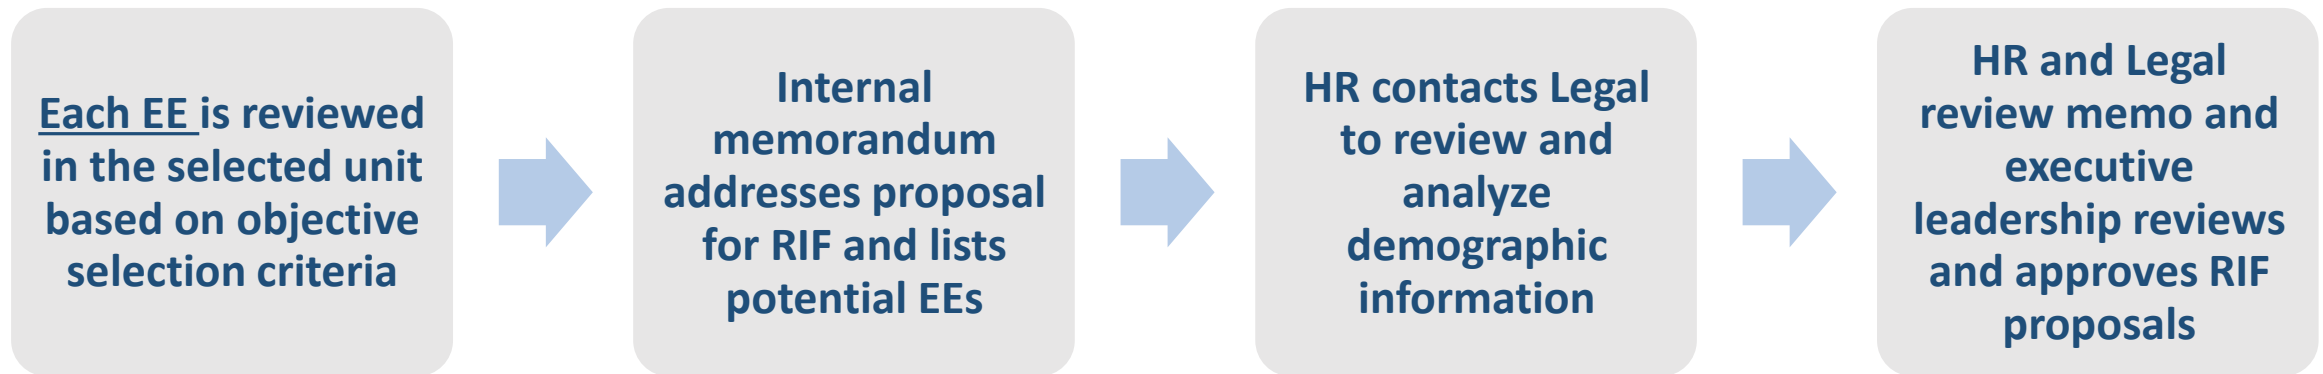 Each EE is reviewed
in the selected unit
based on objective
selection criteria
Internal
memorandum
addresses proposal
for RIF and lists
potential EEs
HR contacts Legal
to review and
analyze
demographic
information
HR and Legal
review memo and
executive
leadership reviews
and approves RIF
proposals